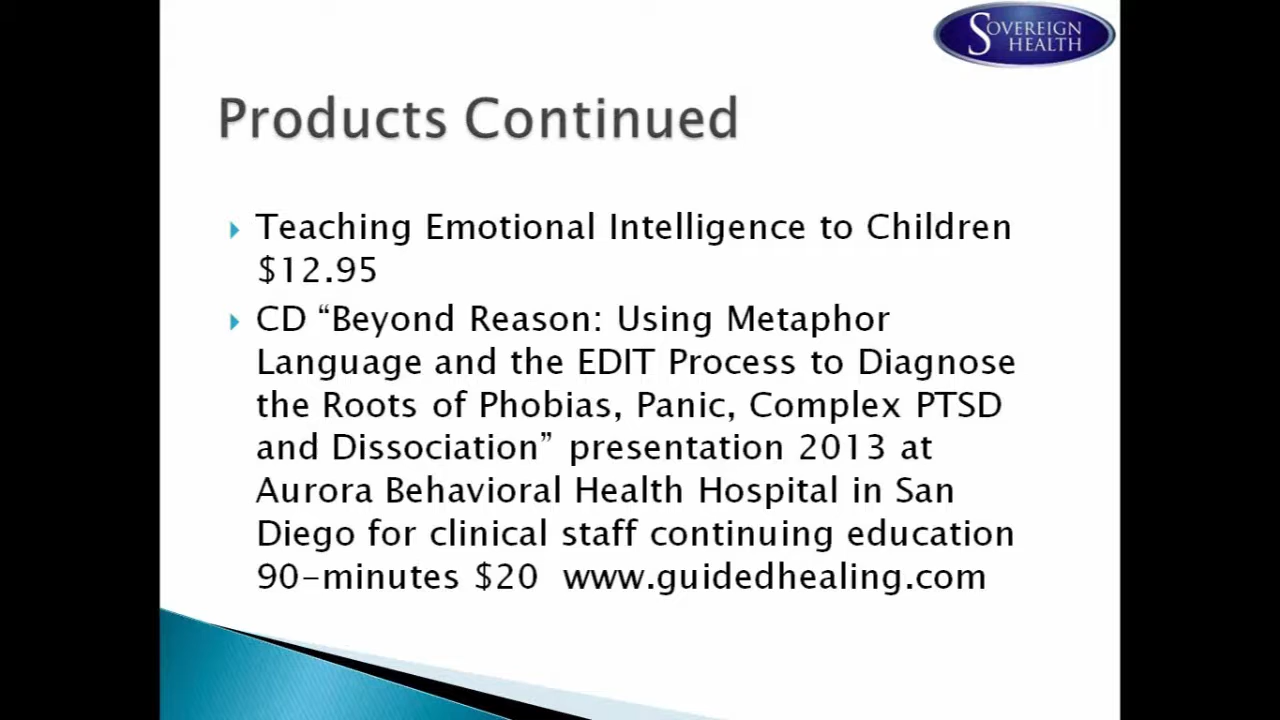 SOVEREIGN
HEALTH
Products Continued
Teaching Emotional Intelligence to Children
$12.95
CD “Beyond Reason: Using Metaphor
Language and the EDIT Process to Diagnose
the Roots of Phobias, Panic, Complex PTSD
and Dissociation” presentation 2013 at
Aurora Behavioral Health Hospital in San
Diego for clinical staff continuing education
90-minutes $20  www.guidedhealing.com